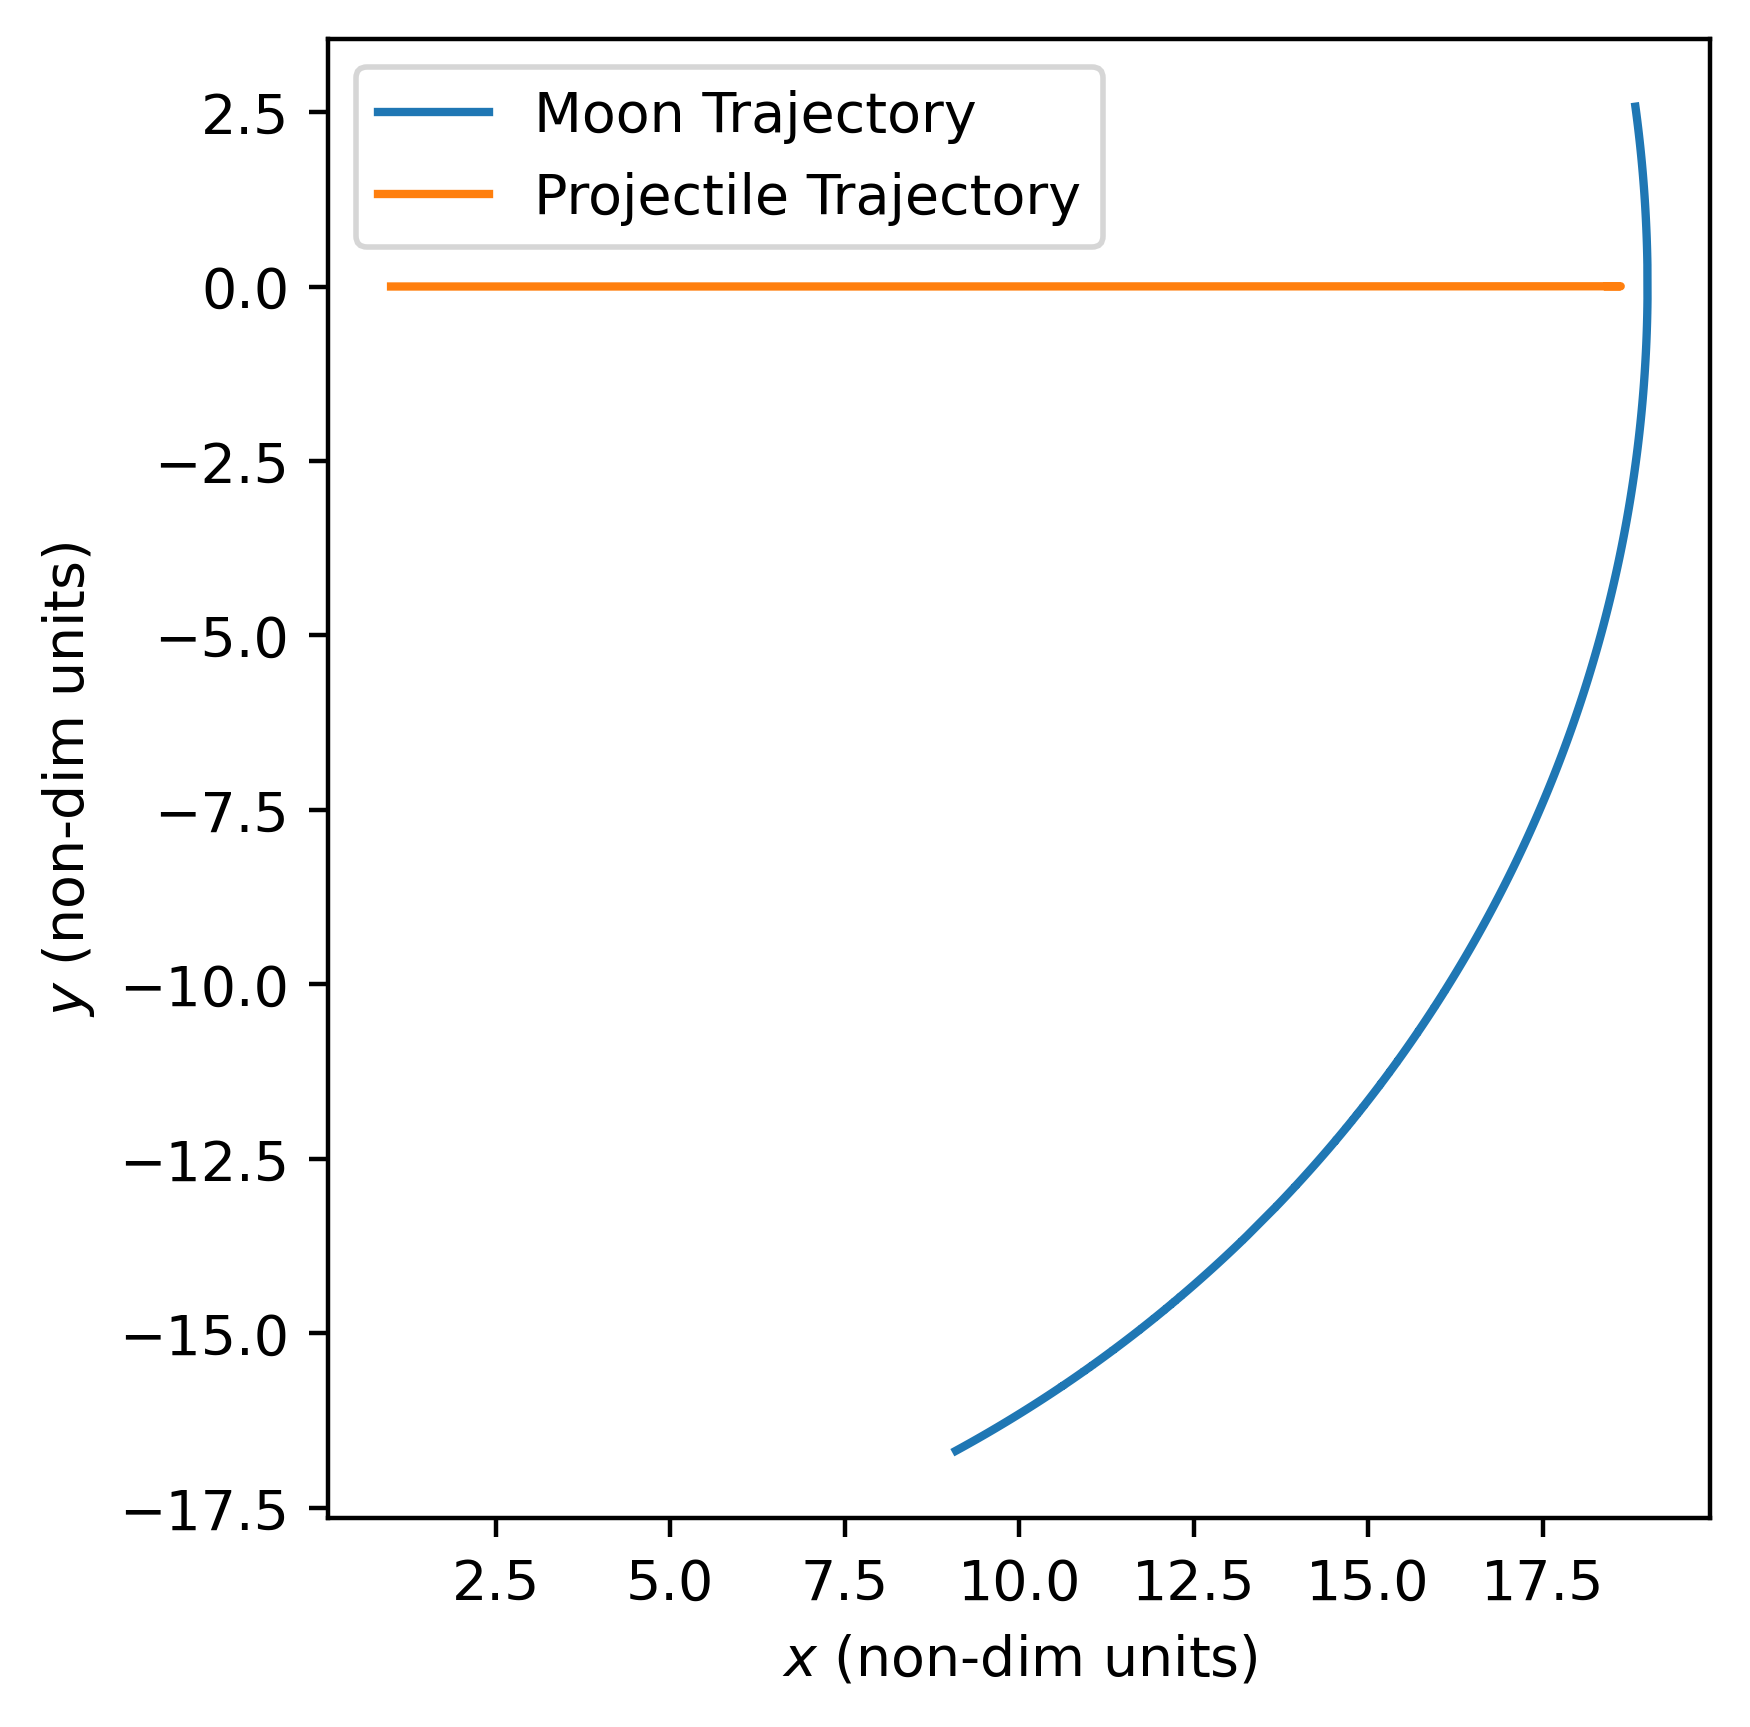 Moon Trajectory
Projectile Trajectory
2.5
0.0
−2.5
−5.0
−7.5
−10.0
−12.5
−15.0
−17.5
y (non-dim units)
2.5 5.0 7.5 10.0 12.5 15.0 17.5
x (non-dim units)